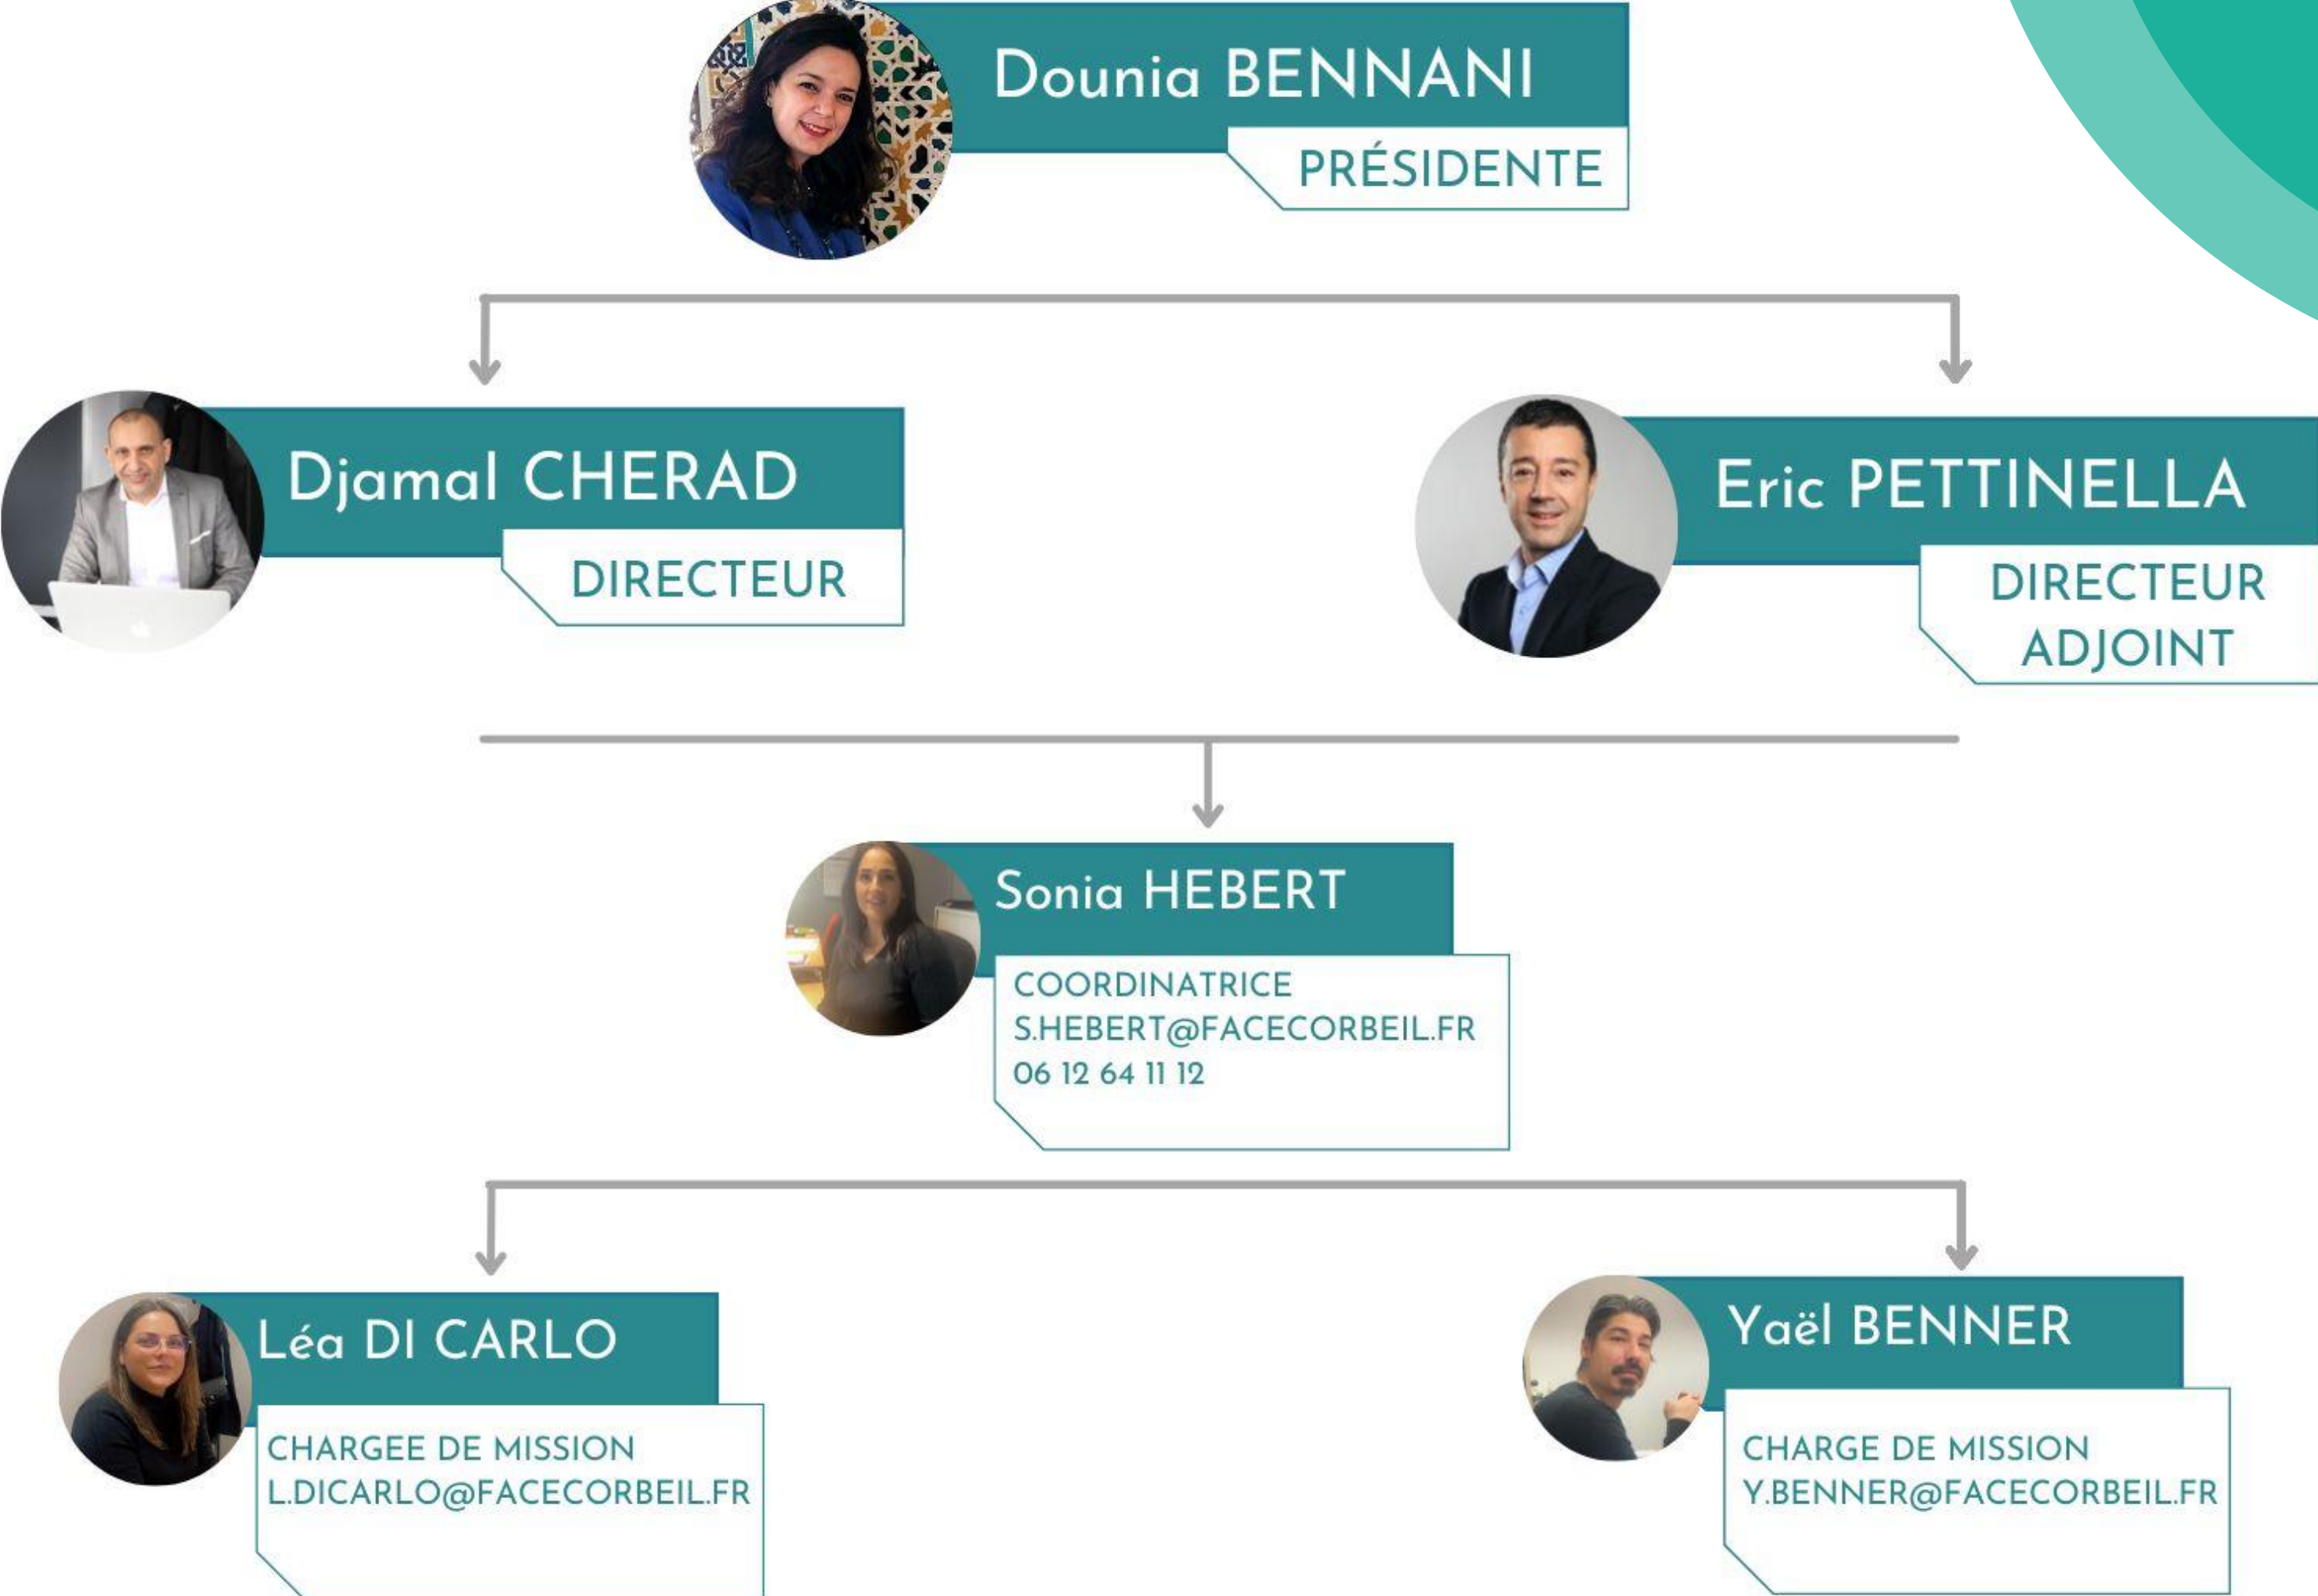 Dounia BENNANI
PRÉSIDENTE
Djamal CHERAD
DIRECTEUR
Eric PETTINELLA
DIRECTEUR
ADJOINT
Sonia HEBERT
COORDINATRICE
S.HEBERT@FACECORBEIL.FR
06 12 64 11 12
Léa DI CARLO
CHARGEE DE MISSION
L.DICARLO@FACECORBEIL.FR
Yaël BENNER
CHARGE DE MISSION
Y.BENNER@FACECORBEIL.FR